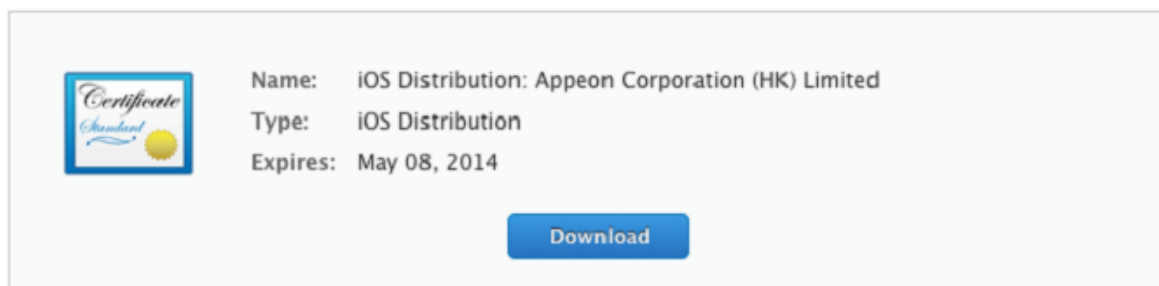 Certificate
Standard
Name: iOS Distribution: Appeon Corporation (HK) Limited
Type: iOS Distribution
Expires: May 08, 2014
Download